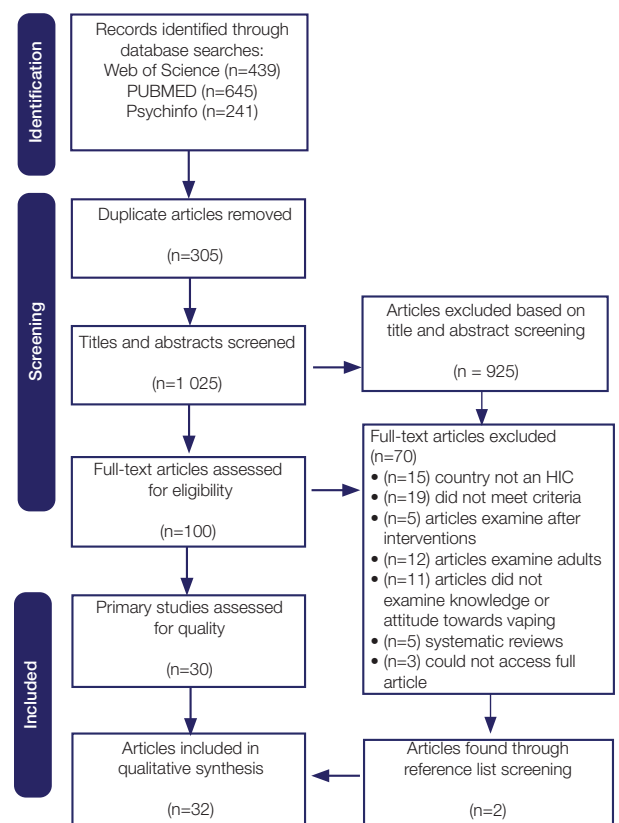 Identification
Records identified through
database searches:
Web of Science (n=439)
PUBMED (n=645)
Psychinfo (n=241)
Screening
Duplicate articles removed
(n=305)
Titles and abstracts screened
(n=1 025)
Articles excluded based on
title and abstract screening
(n = 925)
Full-text articles assessed
for eligibility
(n=100)
Full-text articles excluded
(n=70)
• (n=15) country not an HIC
• (n=19) did not meet criteria
• (n=5) articles examine after
interventions
• (n=12) articles examine adults
• (n=11) articles did not
examine knowledge or
attitude towards vaping
• (n=5) systematic reviews
• (n=3) could not access full
article
Included
Primary studies assessed
for quality
(n=30)
Articles included in
qualitative synthesis
(n=32)
Articles found through
reference list screening
(n=2)